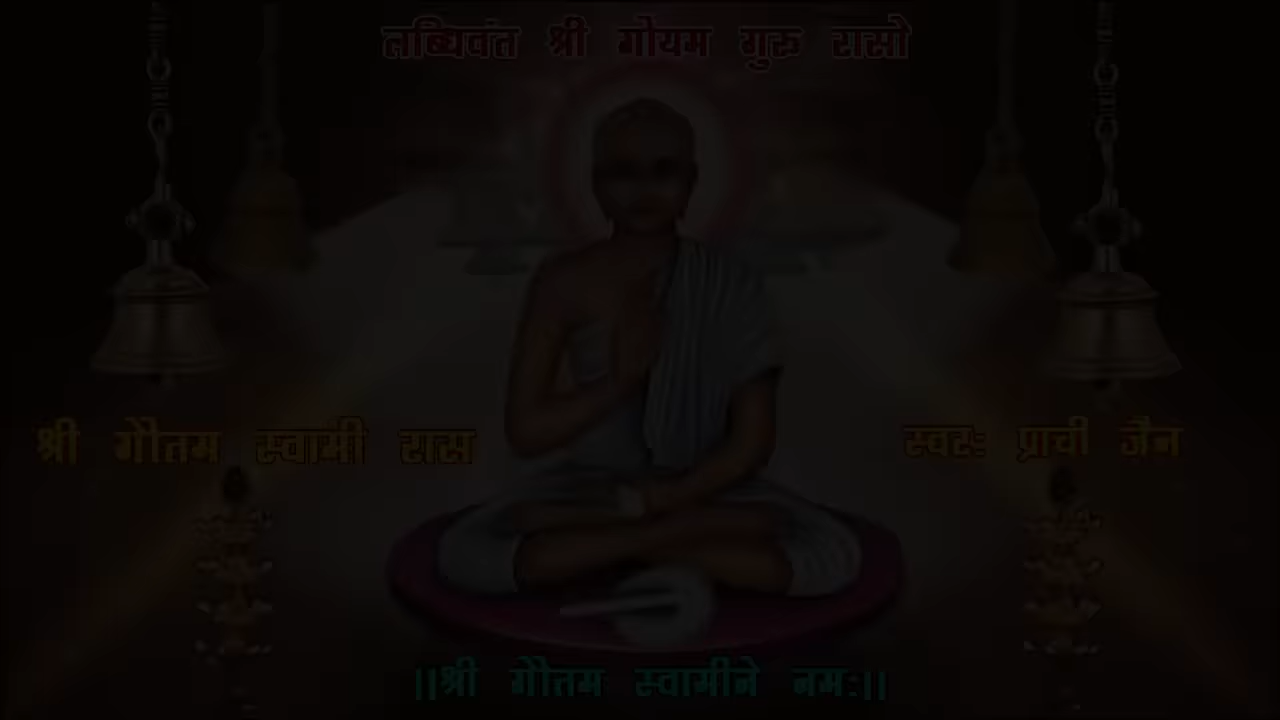 लब्धिवंत श्री गोयम गुरु रासो
श्री गौतम स्वामी रास
स्वरः प्राची जैन
||श्री गौतम स्वामीने नमः||